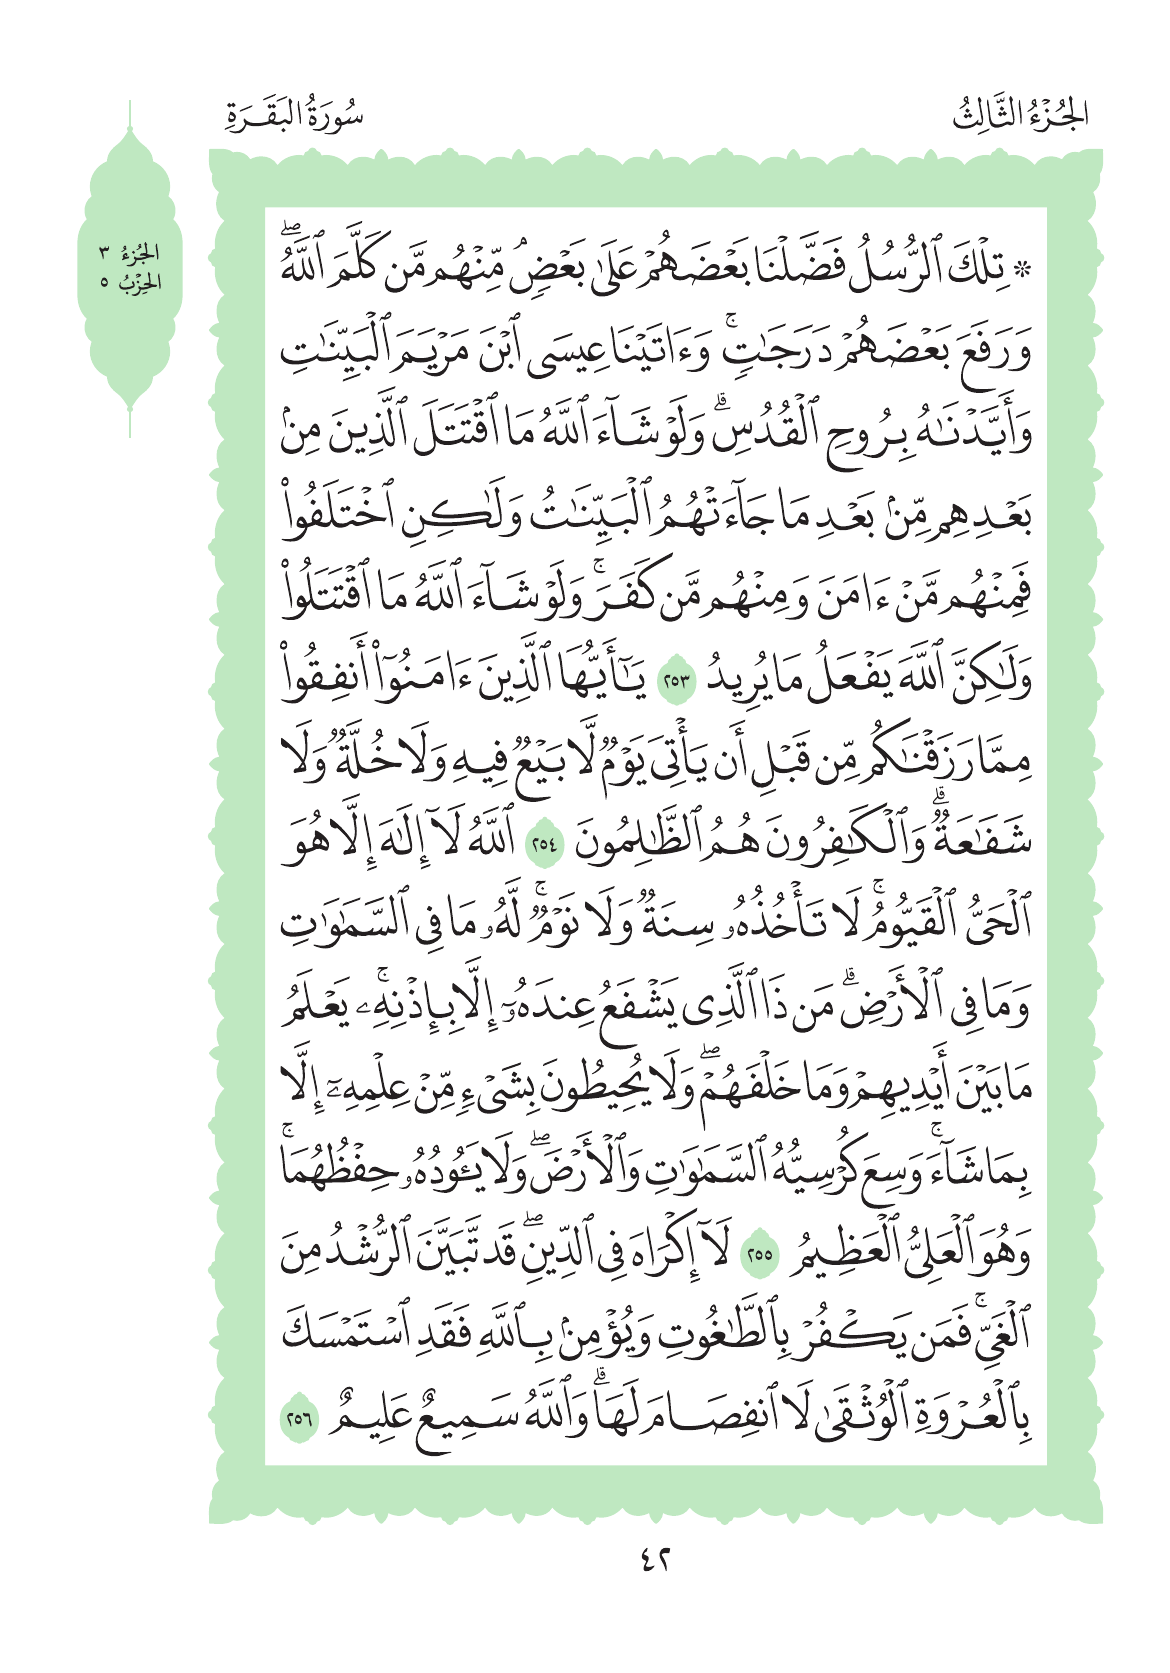 الجُزْءُ الثَّالِثُ
سُورَةُ البَقَرَةِ
الجُزءُ ٣
الحِزْبُ ٥
۞ تِلْكَ ٱلرُّسُلُ فَضَّلْنَا بَعْضَهُمْ عَلَىٰ بَعْضٍۢ مِّنْهُم مَّن كَلَّمَ ٱللَّهُۖ
وَرَفَعَ بَعْضَهُمْ دَرَجَٰتٍۚ وَءَاتَيْنَا عِيسَى ٱبْنَ مَرْيَمَ ٱلْبَيِّنَٰتِ
وَأَيَّدْنَٰهُ بِرُوحِ ٱلْقُدُسِۗ وَلَوْ شَآءَ ٱللَّهُ مَا ٱقْتَتَلَ ٱلَّذِينَ مِنۢ
بَعْدِهِم مِّنۢ بَعْدِ مَا جَآءَتْهُمُ ٱلْبَيِّنَٰتُ وَلَٰكِنِ ٱخْتَلَفُوا۟
فَمِنْهُم مَّنْ ءَامَنَ وَمِنْهُم مَّن كَفَرَۚ وَلَوْ شَآءَ ٱللَّهُ مَا ٱقْتَتَلُوا۟
وَلَٰكِنَّ ٱللَّهَ يَفْعَلُ مَا يُرِيدُ ٢٥٣ يَٰٓأَيُّهَا ٱلَّذِينَ ءَامَنُوٓا۟ أَنفِقُوا۟
مِمَّا رَزَقْنَٰكُم مِّن قَبْلِ أَن يَأْتِىَ يَوْمٌ لَّا بَيْعٌ فِيهِ وَلَا خُلَّةٌ وَلَا
شَفَٰعَةٌۗ وَٱلْكَٰفِرُونَ هُمُ ٱلظَّٰلِمُونَ ٢٥٤ ٱللَّهُ لَآ إِلَٰهَ إِلَّا هُوَ
ٱلْحَىُّ ٱلْقَيُّومُۚ لَا تَأْخُذُهُۥ سِنَةٌ وَلَا نَوْمٌۚ لَّهُۥ مَا فِى ٱلسَّمَٰوَٰتِ
وَمَا فِى ٱلْأَرْضِۗ مَن ذَا ٱلَّذِى يَشْفَعُ عِندَهُۥٓ إِلَّا بِإِذْنِهِۦۚ يَعْلَمُ
مَا بَيْنَ أَيْدِيهِمْ وَمَا خَلْفَهُمْۖ وَلَا يُحِيطُونَ بِشَىْءٍ مِّنْ عِلْمِهِۦٓ إِلَّا
بِمَا شَآءَۚ وَسِعَ كُرْسِيُّهُ ٱلسَّمَٰوَٰتِ وَٱلْأَرْضَۖ وَلَا يَـُٔودُهُۥ حِفْظُهُمَاۚ
وَهُوَ ٱلْعَلِىُّ ٱلْعَظِيمُ ٢٥٥ لَآ إِكْرَاهَ فِى ٱلدِّينِۖ قَد تَّبَيَّنَ ٱلرُّشْدُ مِنَ
ٱلْغَىِّۚ فَمَن يَكْفُرْ بِٱلطَّٰغُوتِ وَيُؤْمِنۢ بِٱللَّهِ فَقَدِ ٱسْتَمْسَكَ
بِٱلْعُرْوَةِ ٱلْوُثْقَىٰ لَا ٱنفِصَامَ لَهَاۗ وَٱللَّهُ سَمِيعٌ عَلِيمٌ ٢٥٦
٤٢